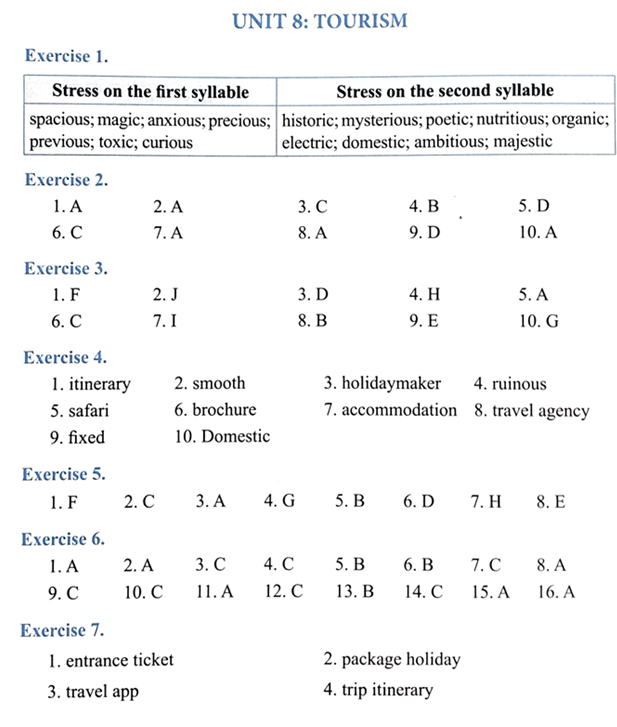 UNIT 8: TOURISM
Exercise 1.
Stress on the first syllable Stress on the second syllable
spacious; magic; anxious; precious; historic; mysterious; poetic; nutritious; organic;
previous; toxic; curious electric; domestic; ambitious; majestic
Exercise 2.
1. A 2. A 3. C 4. B 5. D
6. C 7. A 8. A 9. D 10. A
Exercise 3.
1. F 2. J 3. D 4. H 5. A
6. C 7. I 8. B 9. E 10. G
Exercise 4.
1. itinerary 2. smooth 3. holidaymaker 4. ruinous
5. safari 6. brochure 7. accommodation 8. travel agency
9. fixed 10. Domestic
Exercise 5.
1. F 2. C 3. A 4. G 5. B 6. D 7. H 8. E
Exercise 6.
1. A 2. A 3. C 4. C 5. B 6. B 7. C 8. A
9. C 10. C 11. A 12. C 13. B 14. C 15. A 16. A
Exercise 7.
1. entrance ticket 2. package holiday
3. travel app 4. trip itinerary